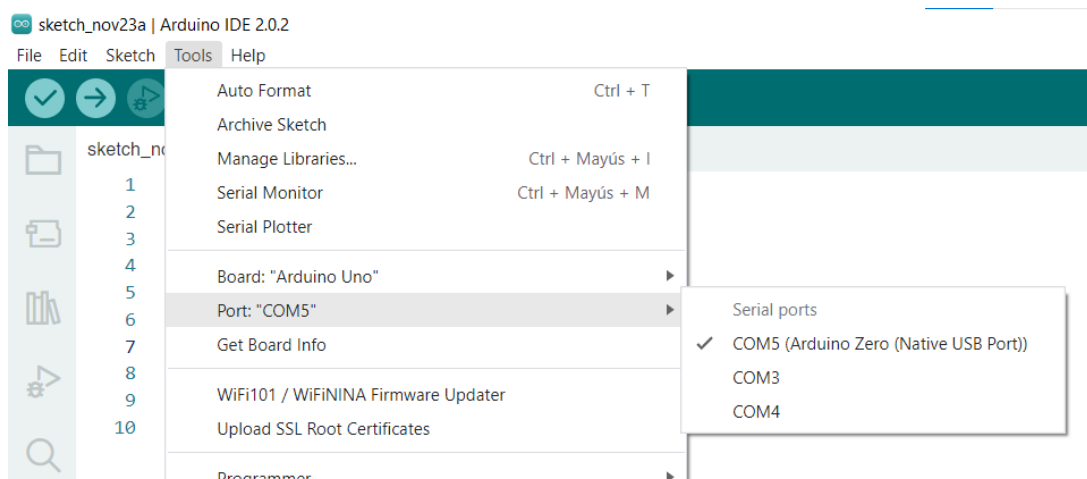 sketch_nov23a | Arduino IDE 2.0.2
File Edit Sketch Tools Help
Auto Format Ctrl + T
Archive Sketch
sketch_no
Manage Libraries... Ctrl + Mayús + I
1
Serial Monitor Ctrl + Mayús + M
2
Serial Plotter
3
4
Board: "Arduino Uno"
5
Port: "COM5"
Serial ports
6
Get Board Info
COM5 (Arduino Zero (Native USB Port))
7
8
COM3
WiFi101 / WiFiNINA Firmware Updater
9
COM4
10
Upload SSL Root Certificates
Programmer